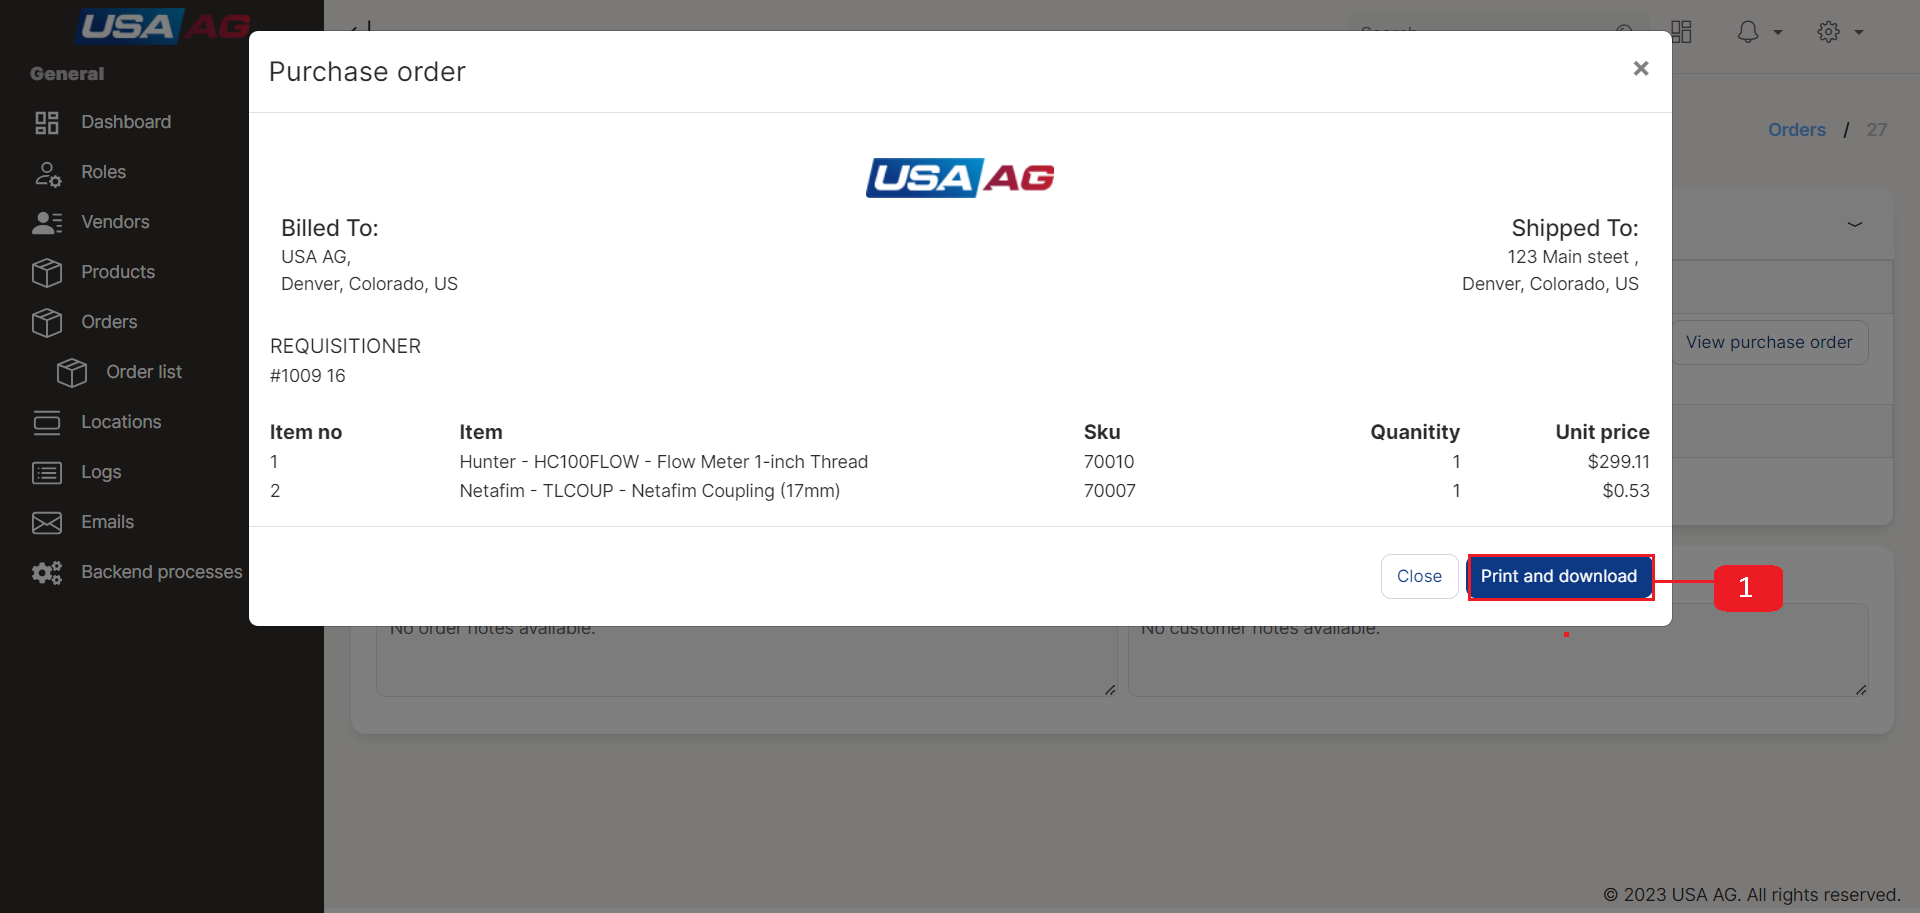 USA AG
General
Dashboard
Roles
Vendors
Products
Orders
Order list
Locations
Logs
Emails
Backend processes
Orders / 27
View purchase order
Purchase order
×
USA AG
Billed To:
USA AG,
Denver, Colorado, US
Shipped To:
123 Main steet ,
Denver, Colorado, US
REQUISITIONER
#1009 16
Item no Item Sku Quanitity Unit price
1 Hunter - HC100FLOW - Flow Meter 1-inch Thread 70010 1 $299.11
2 Netafim - TLCOUP - Netafim Coupling (17mm) 70007 1 $0.53
Close Print and download
1
No order notes available.
No customer notes available.
© 2023 USA AG. All rights reserved.